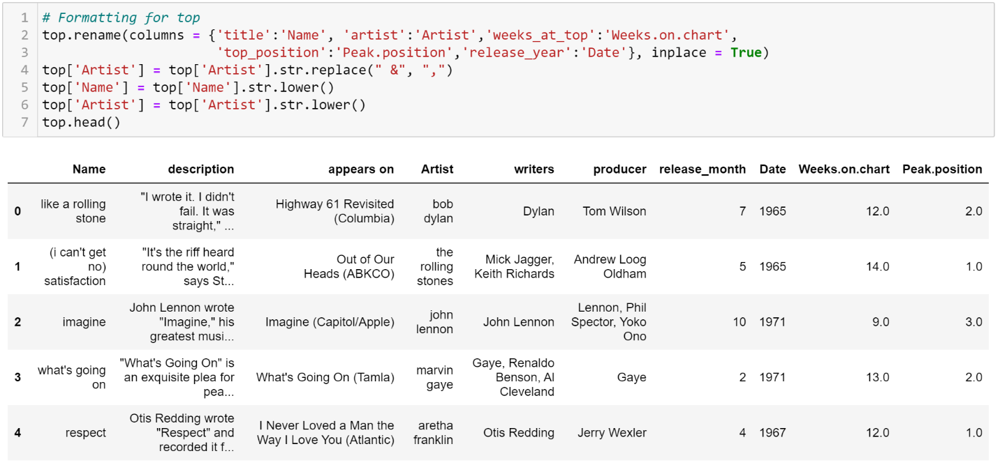 1 # Formatting for top
2 top.rename(columns = {'title':'Name', 'artist':'Artist','weeks_at_top':'Weeks.on.chart',
3 'top_position':'Peak.position','release_year':'Date'}, inplace = True)
4 top['Artist'] = top['Artist'].str.replace(" &", ",")
5 top['Name'] = top['Name'].str.lower()
6 top['Artist'] = top['Artist'].str.lower()
7 top.head()
Name description appears on Artist writers producer release_month Date Weeks.on.chart Peak.position
0 like a rolling stone "I wrote it. I didn't fail. It was straight," ... Highway 61 Revisited (Columbia) bob dylan Dylan Tom Wilson 7 1965 12.0 2.0
1 (i can't get no) satisfaction "It's the riff heard round the world," says St... Out of Our Heads (ABKCO) the rolling stones Mick Jagger, Keith Richards Andrew Loog Oldham 5 1965 14.0 1.0
2 imagine John Lennon wrote "Imagine," his greatest musi... Imagine (Capitol/Apple) john lennon John Lennon Lennon, Phil Spector, Yoko Ono 10 1971 9.0 3.0
3 what's going on "What's Going On" is an exquisite plea for pea... What's Going On (Tamla) marvin gaye Gaye, Renaldo Benson, Al Cleveland Gaye 2 1971 13.0 2.0
4 respect Otis Redding wrote "Respect" and recorded it f... I Never Loved a Man the Way I Love You (Atlantic) aretha franklin Otis Redding Jerry Wexler 4 1967 12.0 1.0